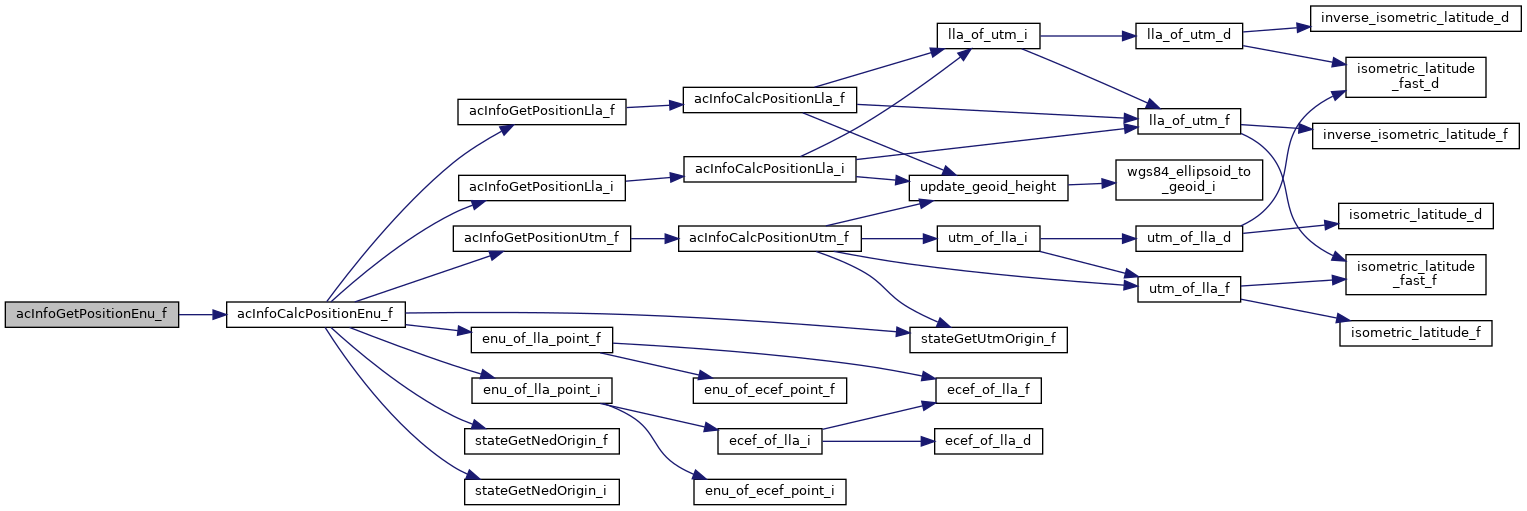 acInfoGetPositionEnu_f
acInfoCalcPositionEnu_f
acInfoGetPositionLla_f
acInfoGetPositionLla_i
acInfoGetPositionUtm_f
enu_of_lla_point_f
enu_of_lla_point_i
stateGetNedOrigin_f
stateGetNedOrigin_i
acInfoCalcPositionLla_f
acInfoCalcPositionLla_i
acInfoCalcPositionUtm_f
enu_of_ecef_point_f
ecef_of_lla_i
enu_of_ecef_point_i
lla_of_utm_i
update_geoid_height
utm_of_lla_i
stateGetUtmOrigin_f
ecef_of_lla_f
ecef_of_lla_d
lla_of_utm_d
lla_of_utm_f
wgs84_ellipsoid_to
_geoid_i
utm_of_lla_d
utm_of_lla_f
inverse_isometric_latitude_d
isometric_latitude
_fast_d
inverse_isometric_latitude_f
isometric_latitude_d
isometric_latitude
_fast_f
isometric_latitude_f